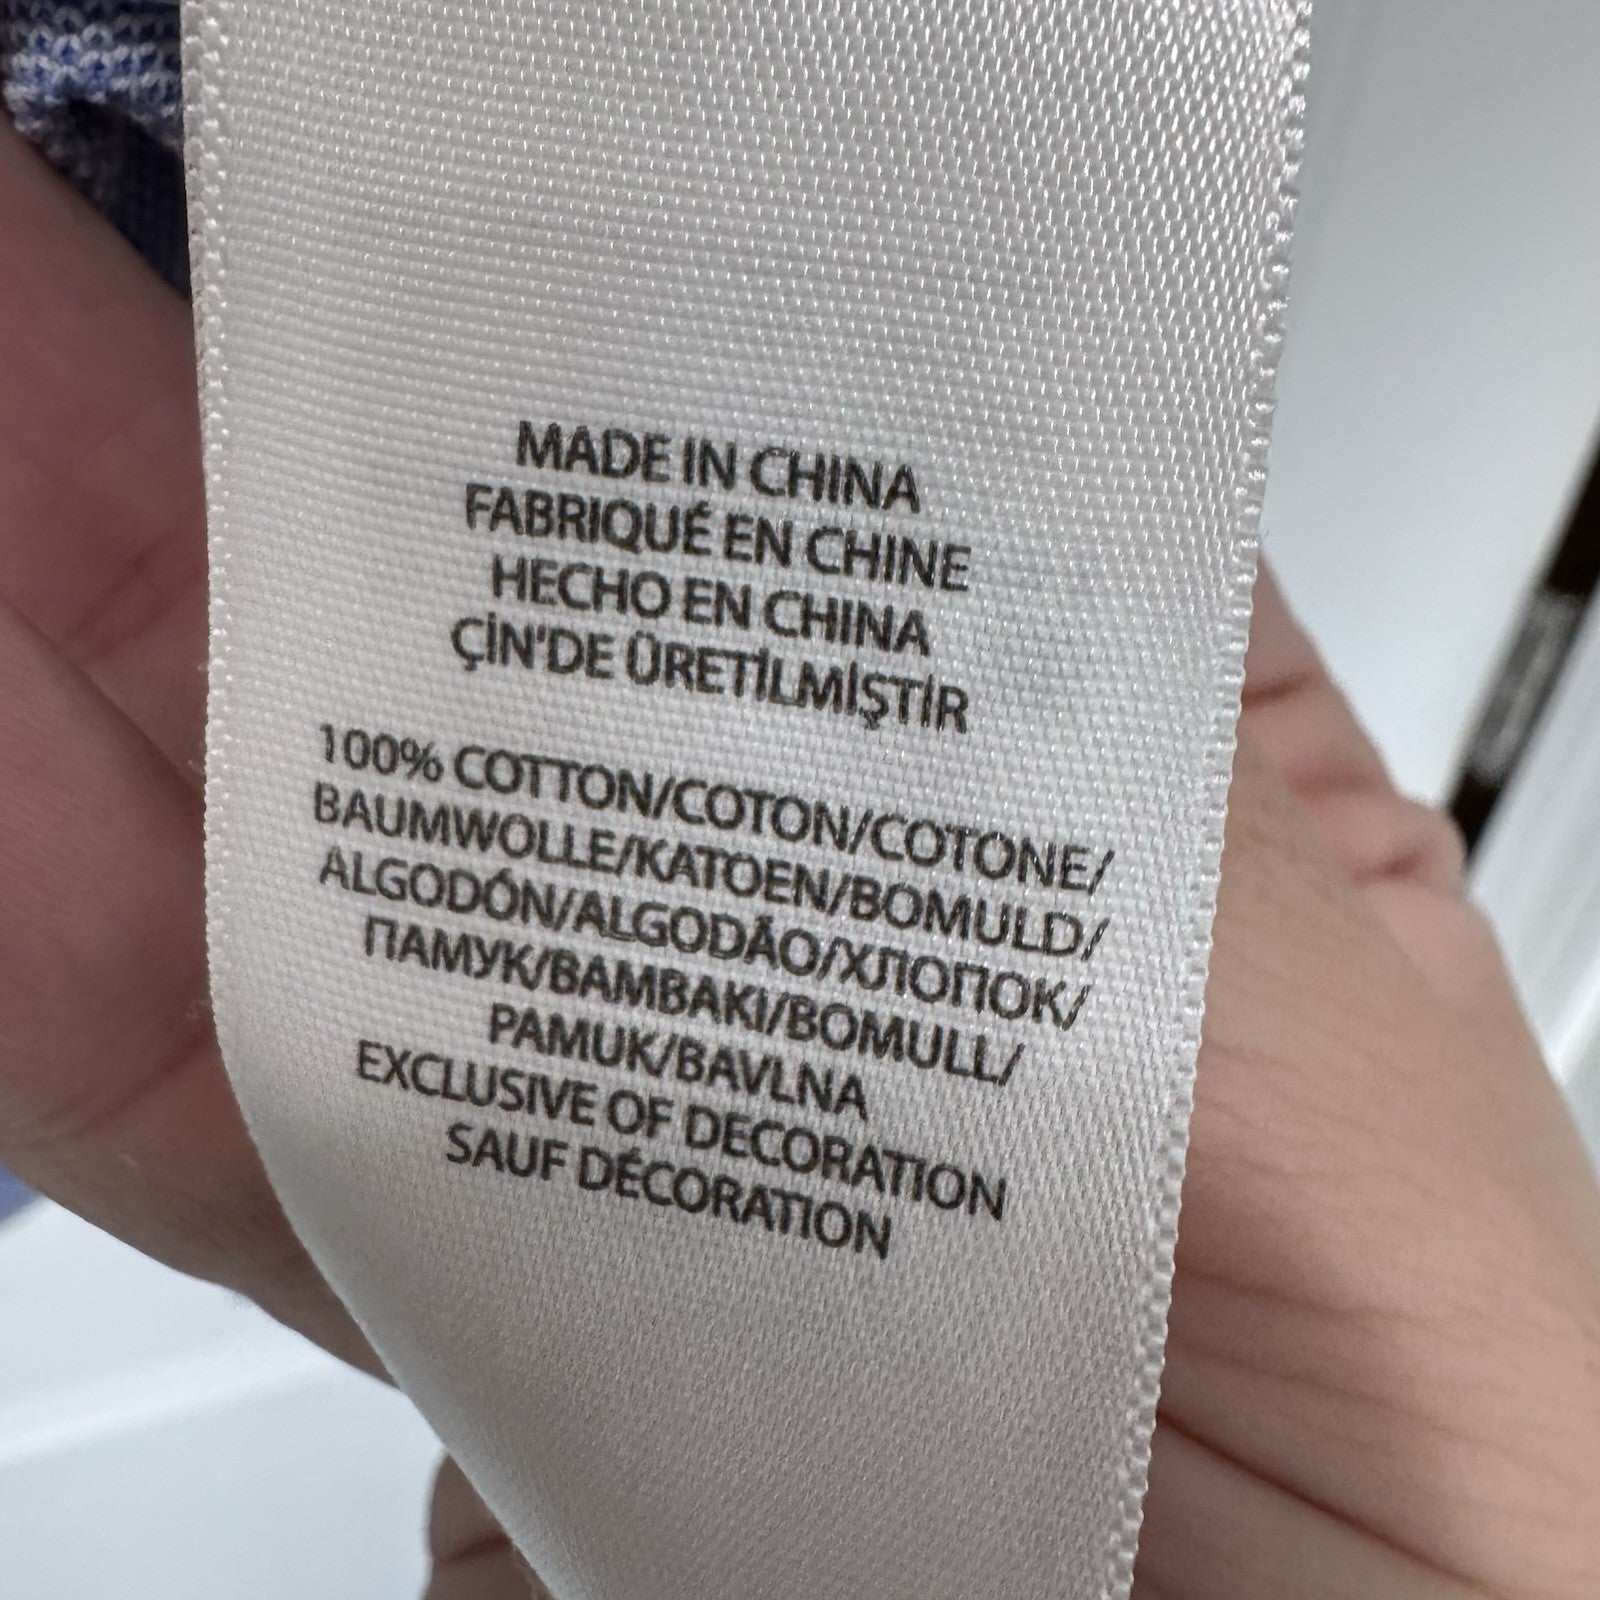 MADE IN CHINA
FABRIQUÉ EN CHINE
HECHO EN CHINA
ÇİN'DE ÜRETİLMİŞTİR
100% COTTON/COTON/COTONE/
BAUMWOLLE/KATOEN/BOMULD/
ALGODÓN/ALGODÃO/ХЛОПОК/
ПАМУК/BAMBAKI/BOMULL/
PAMUK/BAVLNA
EXCLUSIVE OF DECORATION
SAUF DÉCORATION